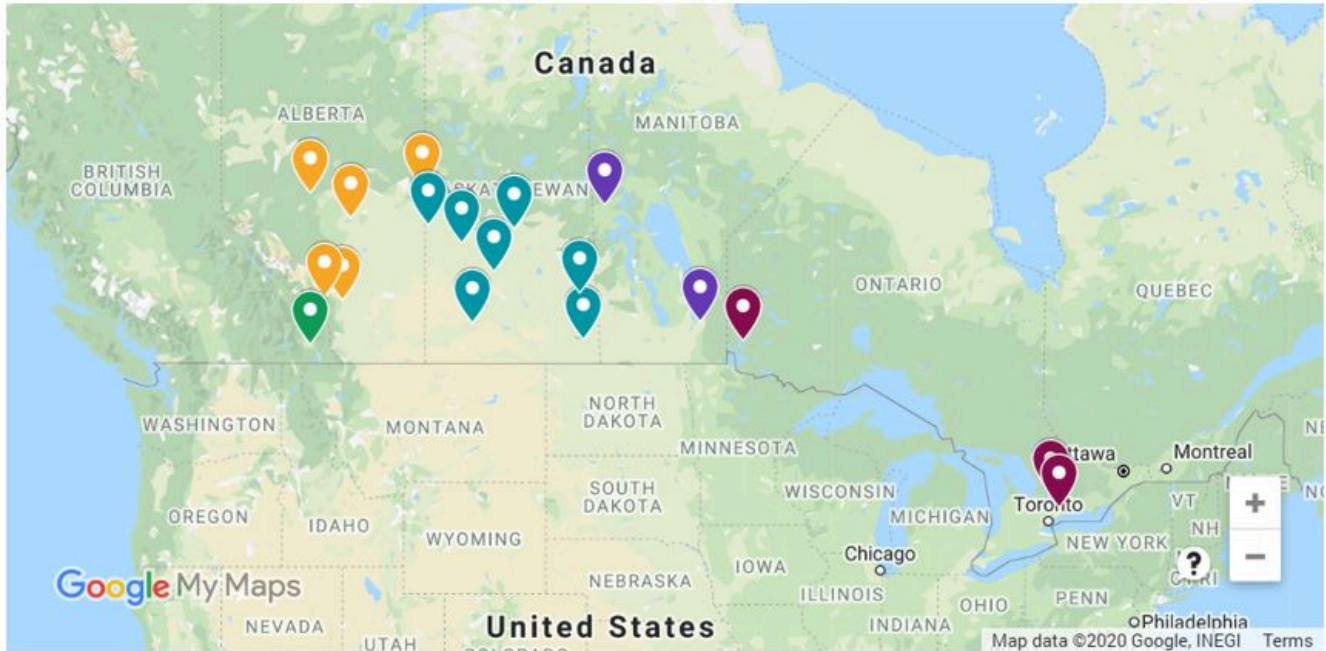 Canada
ALBERTA
MANITOBA
BRITISH
COLUMBIA
EWAN
ONTARIO
QUEBEC
WASHINGTON
MONTANA
NORTH
DAKOTA
MINNESOTA
ttawa
Montreal
SOUTH
DAKOTA
WISCONSIN
MICHIGAN
Toronto
VT
NH
OREGON
IDAHO
WYOMING
NEW YORK
Chicago
IOWA
NEBRASKA
ILLINOIS
OHIO
PENN
Google My Maps
NEVADA
UTAH
United States
INDIANA
Philadelphia
Map data ©2020 Google, INEGI Terms
+
−
?